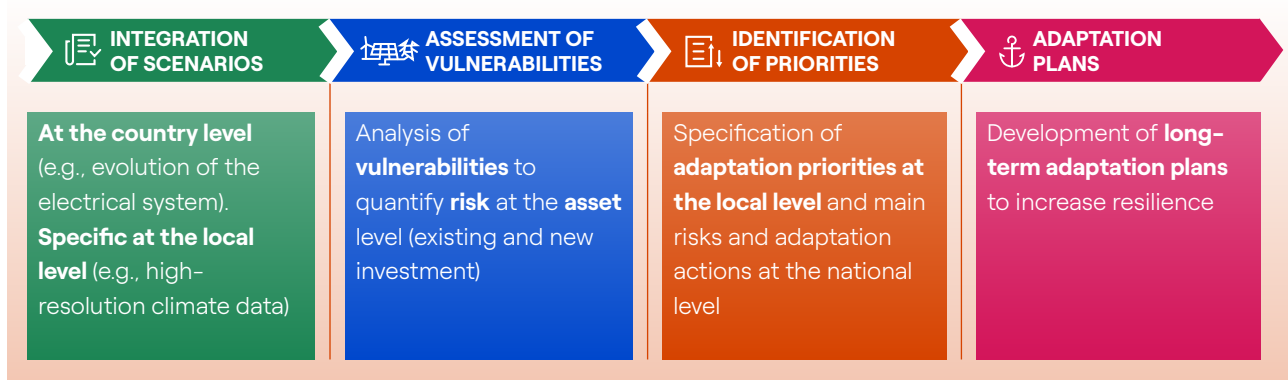 INTEGRATION
OF SCENARIOS
ASSESSMENT OF
VULNERABILITIES
IDENTIFICATION
OF PRIORITIES
ADAPTATION
PLANS
At the country level
(e.g., evolution of the
electrical system).
Specific at the local
level (e.g., high-
resolution climate data)
Analysis of
vulnerabilities to
quantify risk at the asset
level (existing and new
investment)
Specification of
adaptation priorities at
the local level and main
risks and adaptation
actions at the national
level
Development of long-
term adaptation plans
to increase resilience